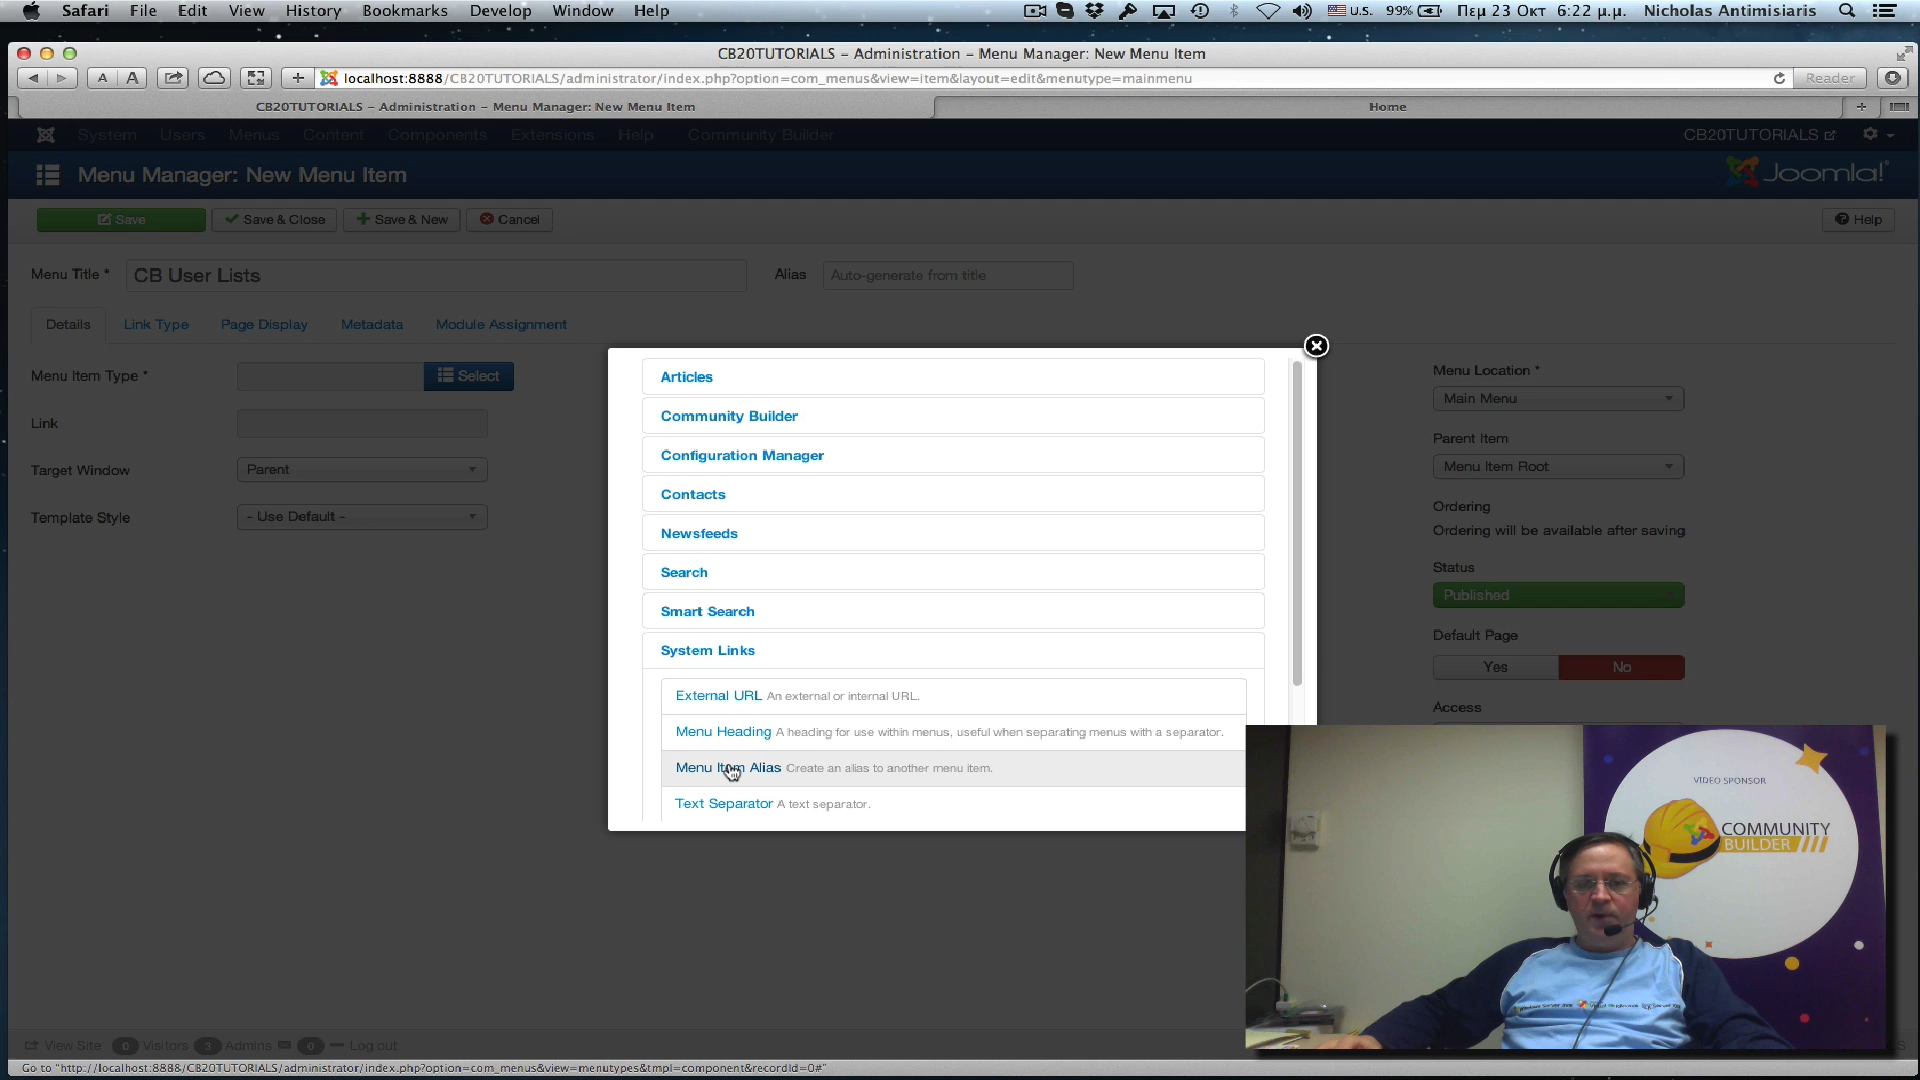 Safari File Edit View History Bookmarks Develop Window Help U.S. 99% Πεμ 23 Οκτ 6:22 μ.μ. Nicholas Antimisiaris
CB20TUTORIALS – Administration – Menu Manager: New Menu Item
A A + localhost:8888/CB20TUTORIALS/administrator/index.php?option=com_menus&view=item&layout=edit&menutype=mainmenu Reader
CB20TUTORIALS – Administration – Menu Manager: New Menu Item Home +
System Users Menus Content Components Extensions Help Community Builder CB20TUTORIALS
Menu Manager: New Menu Item Joomla!
Save Save & Close Save & New Cancel Help
Menu Title * CB User Lists Alias Auto-generate from title
Details Link Type Page Display Metadata Module Assignment
Menu Item Type * Select
Link
Target Window Parent
Template Style - Use Default -
Articles
Community Builder
Configuration Manager
Contacts
Newsfeeds
Search
Smart Search
System Links
External URL An external or internal URL.
Menu Heading A heading for use within menus, useful when separating menus with a separator.
Menu Item Alias Create an alias to another menu item.
Text Separator A text separator.
Menu Location *
Main Menu
Parent Item
Menu Item Root
Ordering
Ordering will be available after saving
Status
Published
Default Page
Yes No
Access
VIDEO SPONSOR
COMMUNITY
BUILDER
View Site 0 Visitors 3 Admins 0 Log out
Go to "http://localhost:8888/CB20TUTORIALS/administrator/index.php?option=com_menus&view=menutypes&tmpl=component&recordId=0#"